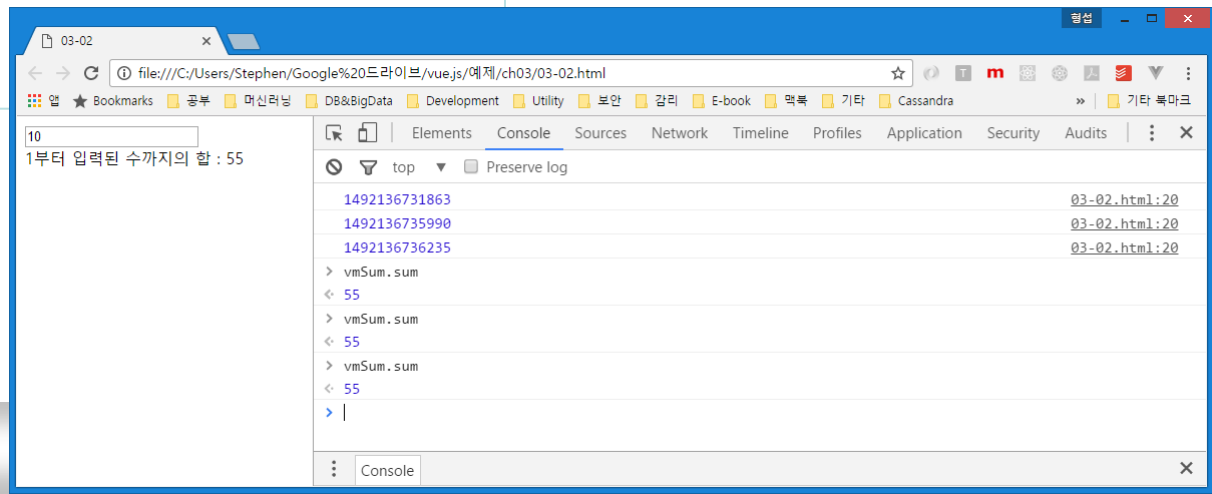 형섭
03-02
file:///C:/Users/Stephen/Google%20드라이브/vue.js/예제/ch03/03-02.html
앱 Bookmarks 공부 머신러닝 DB&BigData Development Utility 보안 감리 E-book 맥북 기타 Cassandra » 기타 북마크
10
1부터 입력된 수까지의 합 : 55
Elements Console Sources Network Timeline Profiles Application Security Audits
top Preserve log
1492136731863 03-02.html:20
1492136735990 03-02.html:20
1492136736235 03-02.html:20
> vmSum.sum
55
> vmSum.sum
55
> vmSum.sum
55
>
Console